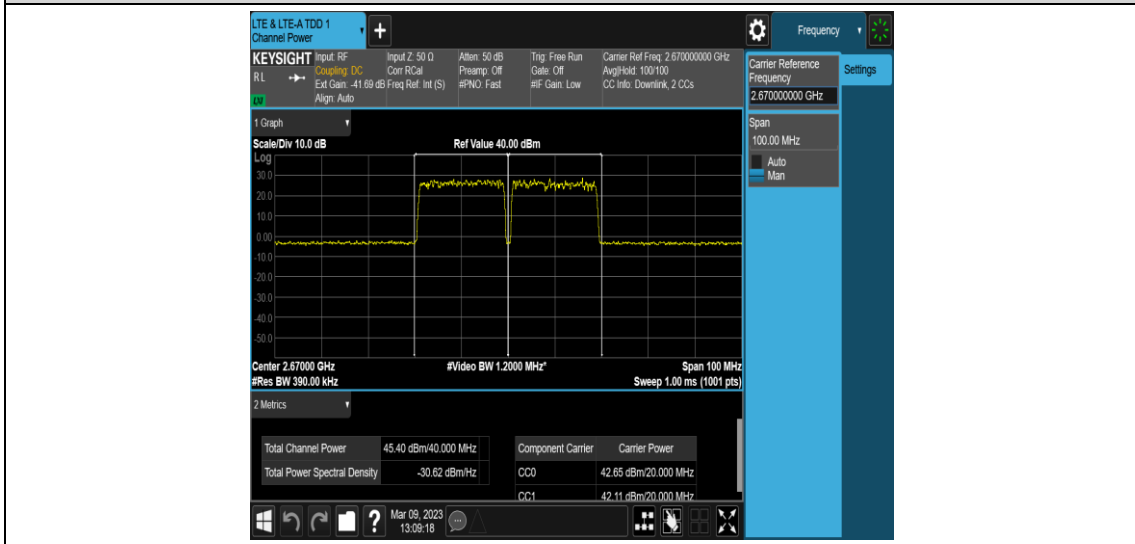 LTE & LTE-A TDD 1
Channel Power
+
Frequency
KEYSIGHT
RL
LXI
Input: RF
Coupling: DC
Ext Gain: -41.69 dB
Align: Auto
Input Z: 50 Ω
Corr RCal
Freq Ref: Int (S)
Atten: 50 dB
Preamp: Off
#PNO: Fast
Trig: Free Run
Gate: Off
#IF Gain: Low
Carrier Ref Freq: 2.670000000 GHz
Avg|Hold: 100/100
CC Info: Downlink, 2 CCs
Carrier Reference
Frequency
2.670000000 GHz
Settings
Span
100.00 MHz
Auto
Man
1 Graph
Scale/Div 10.0 dB
Ref Value 40.00 dBm
Log
30.0
20.0
10.0
0.00
-10.0
-20.0
-30.0
-40.0
-50.0
Center 2.67000 GHz
#Video BW 1.2000 MHz*
Span 100 MHz
#Res BW 390.00 kHz
Sweep 1.00 ms (1001 pts)
2 Metrics
Total Channel Power 45.40 dBm/40.000 MHz
Total Power Spectral Density -30.62 dBm/Hz
Component Carrier Carrier Power
CC0 42.65 dBm/20.000 MHz
CC1 42.11 dBm/20.000 MHz
?
Mar 09, 2023
13:09:18